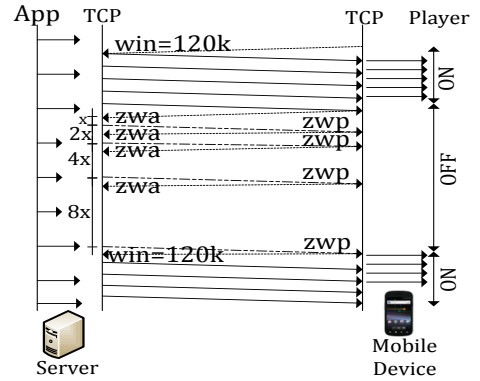 App TCP TCP Player
win=120k
ON
x zwa
2x zwa zwp
zwa zwp
4x
OFF
zwp
zwa
8x
zwp
win=120k
ON
Server
Mobile
Device